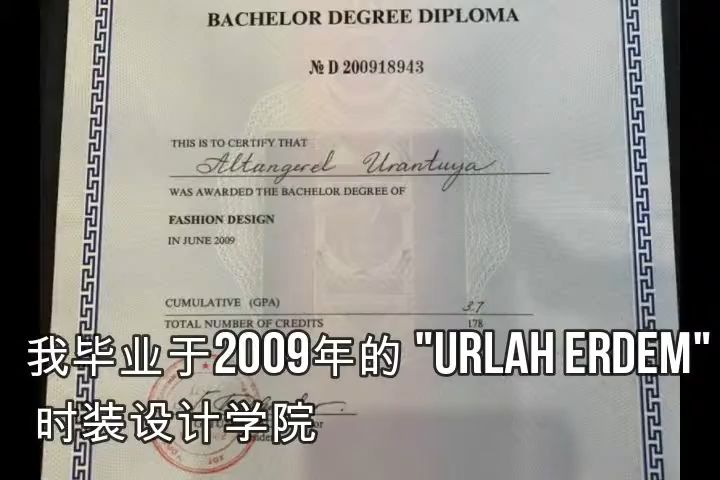 BACHELOR DEGREE DIPLOMA
№ D 200918943
THIS IS TO CERTIFY THAT
Altangerel Urantuya
WAS AWARDED THE BACHELOR DEGREE OF
FASHION DESIGN
IN JUNE 2009
CUMULATIVE (GPA) 3.7
TOTAL NUMBER OF CREDITS 178
我毕业于2009年的 "URLAH ERDEM"
时装设计学院